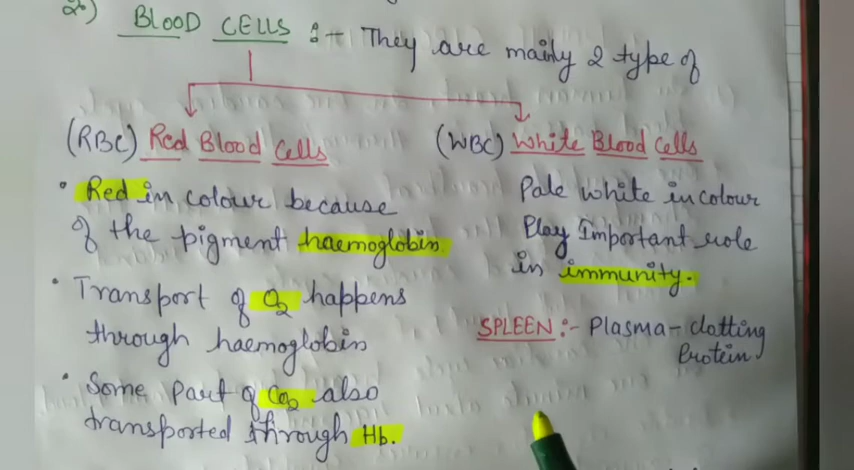 2.) BLOOD CELLS :- They are mainly 2 type of
(RBC) Red Blood Cells
• Red in colour because
of the pigment haemoglobin.
• Transport of O2 happens
through haemoglobin
• Some part of CO2 also
transported through Hb.
(WBC) White Blood Cells
Pale white in colour
Play Important role
in immunity.
SPLEEN :- Plasma - clotting
Protein